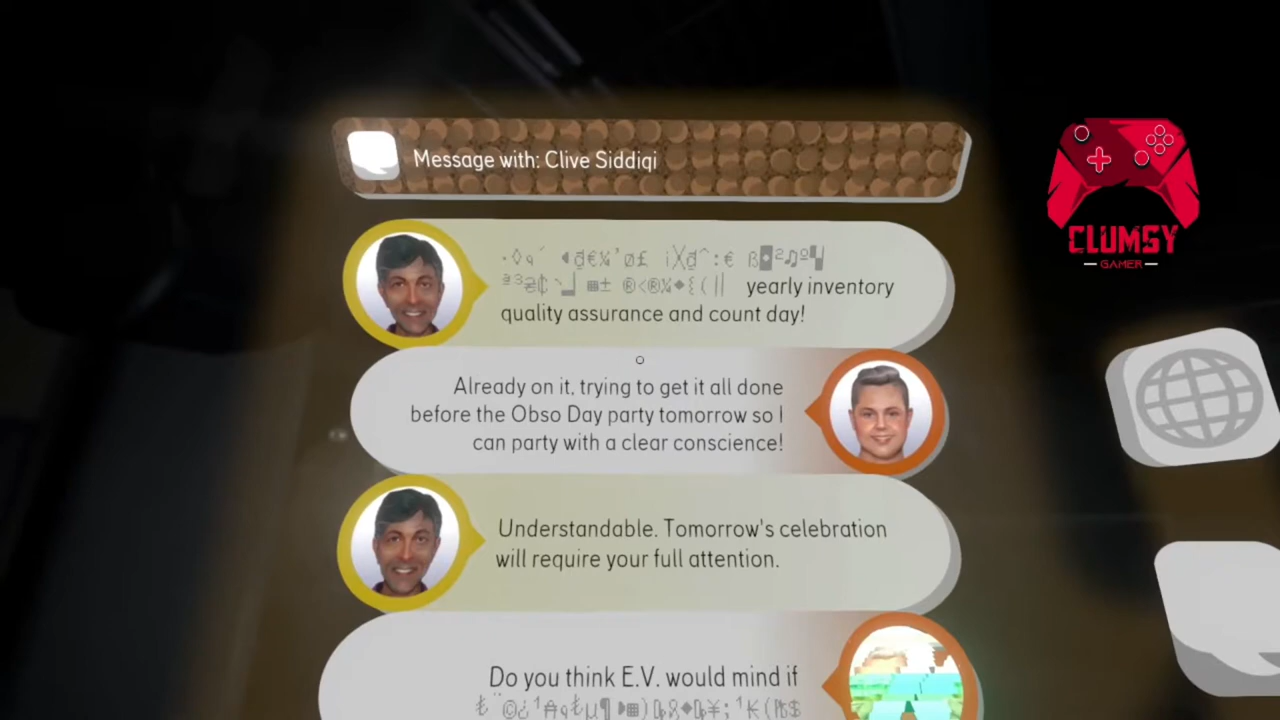 Message with: Clive Siddiqi
yearly inventory
quality assurance and count day!
Already on it, trying to get it all done
before the Obso Day party tomorrow so I
can party with a clear conscience!
Understandable. Tomorrow's celebration
will require your full attention.
Do you think E.V. would mind if
CLUMSY
GAMER